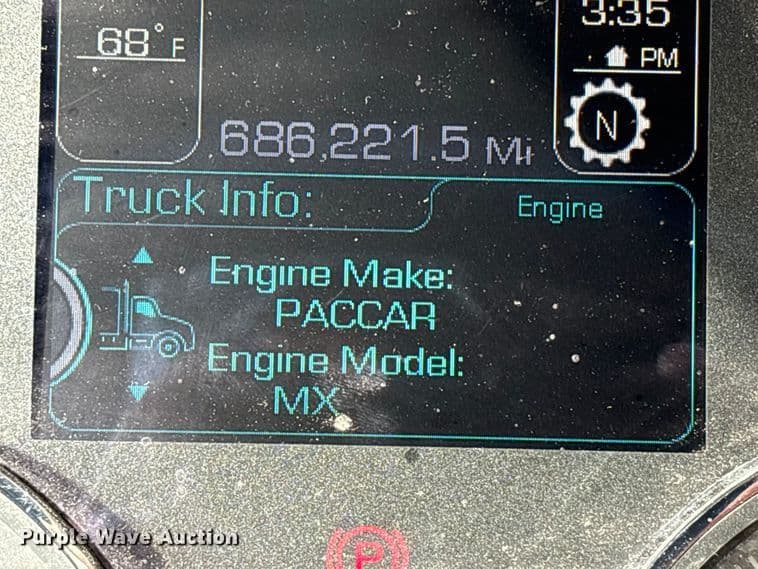 68° F
3:35
PM
686,221.5 Mi
N
Truck Info:
Engine
Engine Make:
PACCAR
Engine Model:
MX
P
Purple Wave Auction